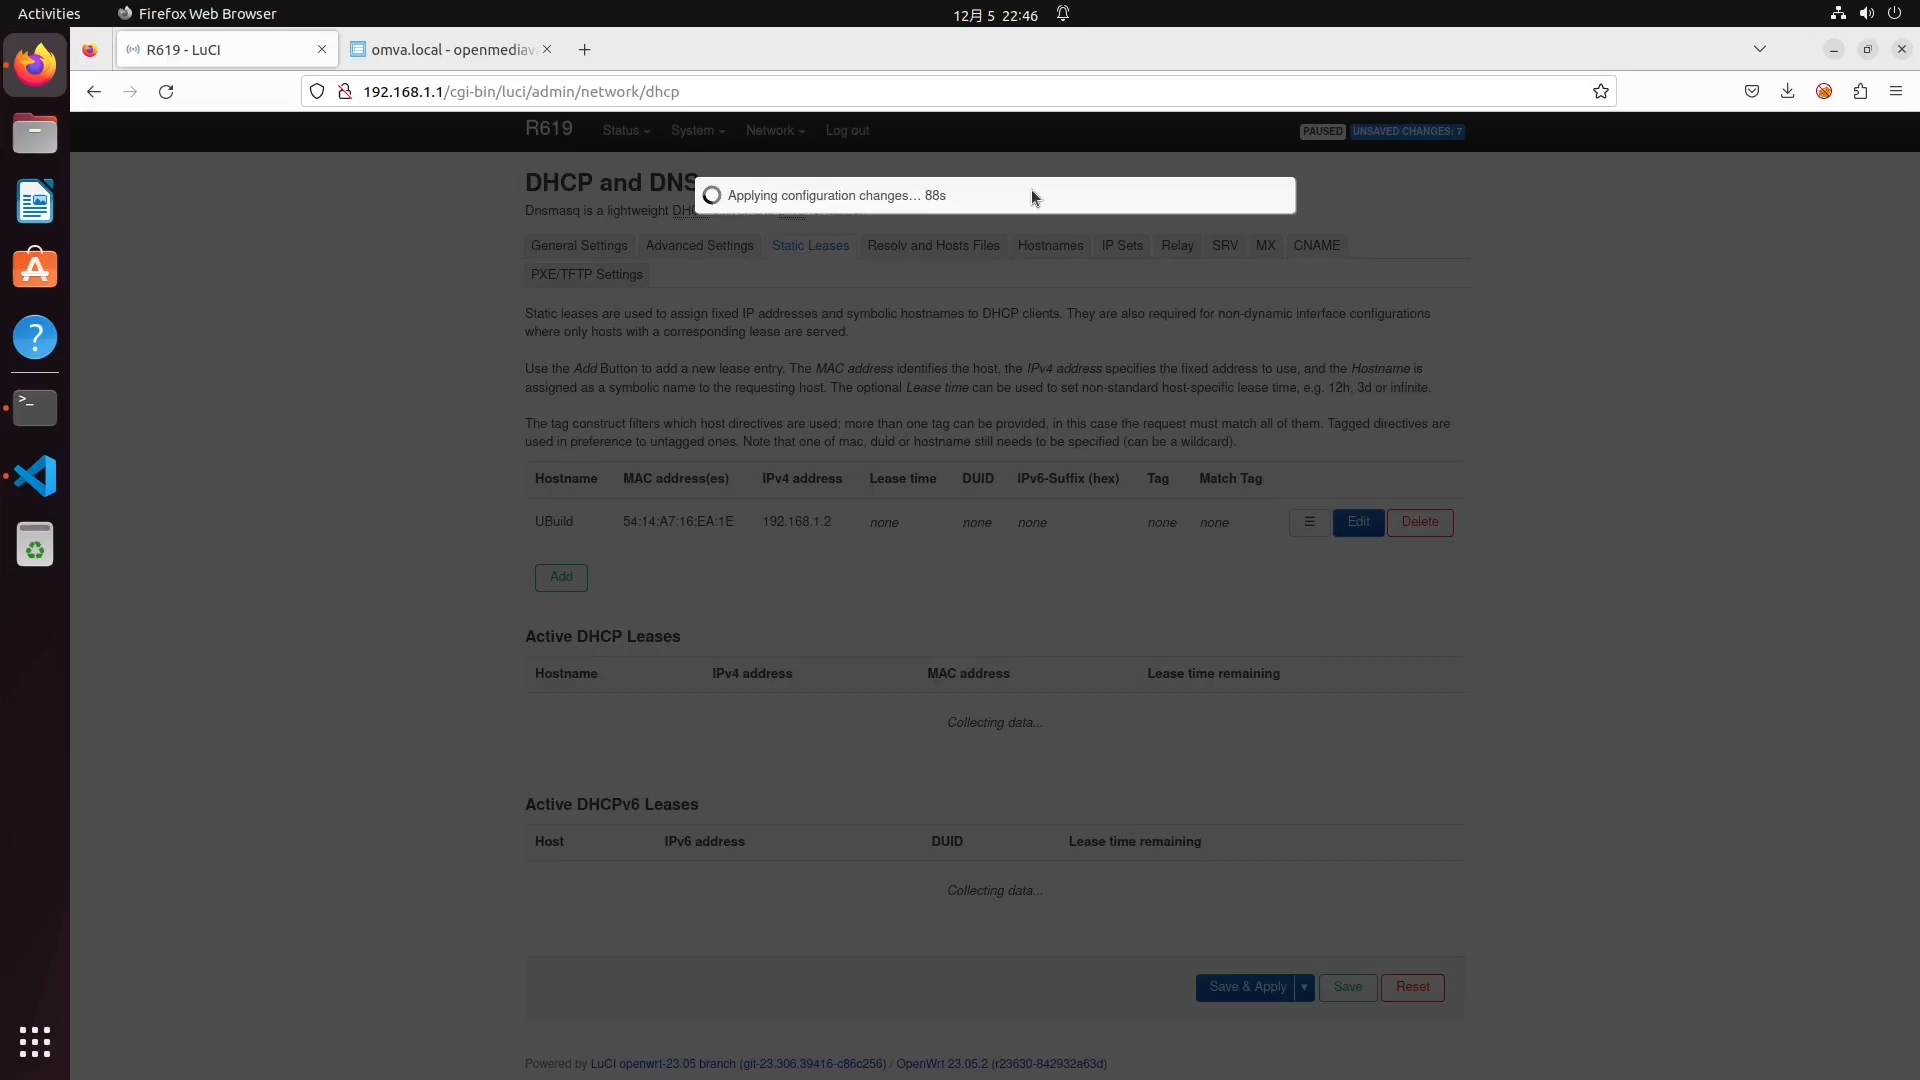 Activities
Firefox Web Browser
12月 5 22:46
R619 - LuCI
omva.local - openmediava
192.168.1.1/cgi-bin/luci/admin/network/dhcp
R619
Status
System
Network
Log out
PAUSED
UNSAVED CHANGES: 7
DHCP and DNS
Applying configuration changes… 88s
Dnsmasq is a lightweight
General Settings
Advanced Settings
Static Leases
Resolv and Hosts Files
Hostnames
IP Sets
Relay
SRV
MX
CNAME
PXE/TFTP Settings
Static leases are used to assign fixed IP addresses and symbolic hostnames to DHCP clients. They are also required for non-dynamic interface configurations
where only hosts with a corresponding lease are served.
Use the Add Button to add a new lease entry. The MAC address identifies the host, the IPv4 address specifies the fixed address to use, and the Hostname is
assigned as a symbolic name to the requesting host. The optional Lease time can be used to set non-standard host-specific lease time, e.g. 12h, 3d or infinite.
The tag construct filters which host directives are used; more than one tag can be provided, in this case the request must match all of them. Tagged directives are
used in preference to untagged ones. Note that one of mac, duid or hostname still needs to be specified (can be a wildcard).
Hostname MAC address(es) IPv4 address Lease time DUID IPv6-Suffix (hex) Tag Match Tag
UBuild 54:14:A7:16:EA:1E 192.168.1.2 none none none none none ☰ Edit Delete
Add
Active DHCP Leases
Hostname IPv4 address MAC address Lease time remaining
Collecting data...
Active DHCPv6 Leases
Host IPv6 address DUID Lease time remaining
Collecting data...
Save & Apply Save Reset
Powered by LuCI openwrt-23.05 branch (git-23.306.39416-c86c256) / OpenWrt 23.05.2 (r23630-842932a63d)